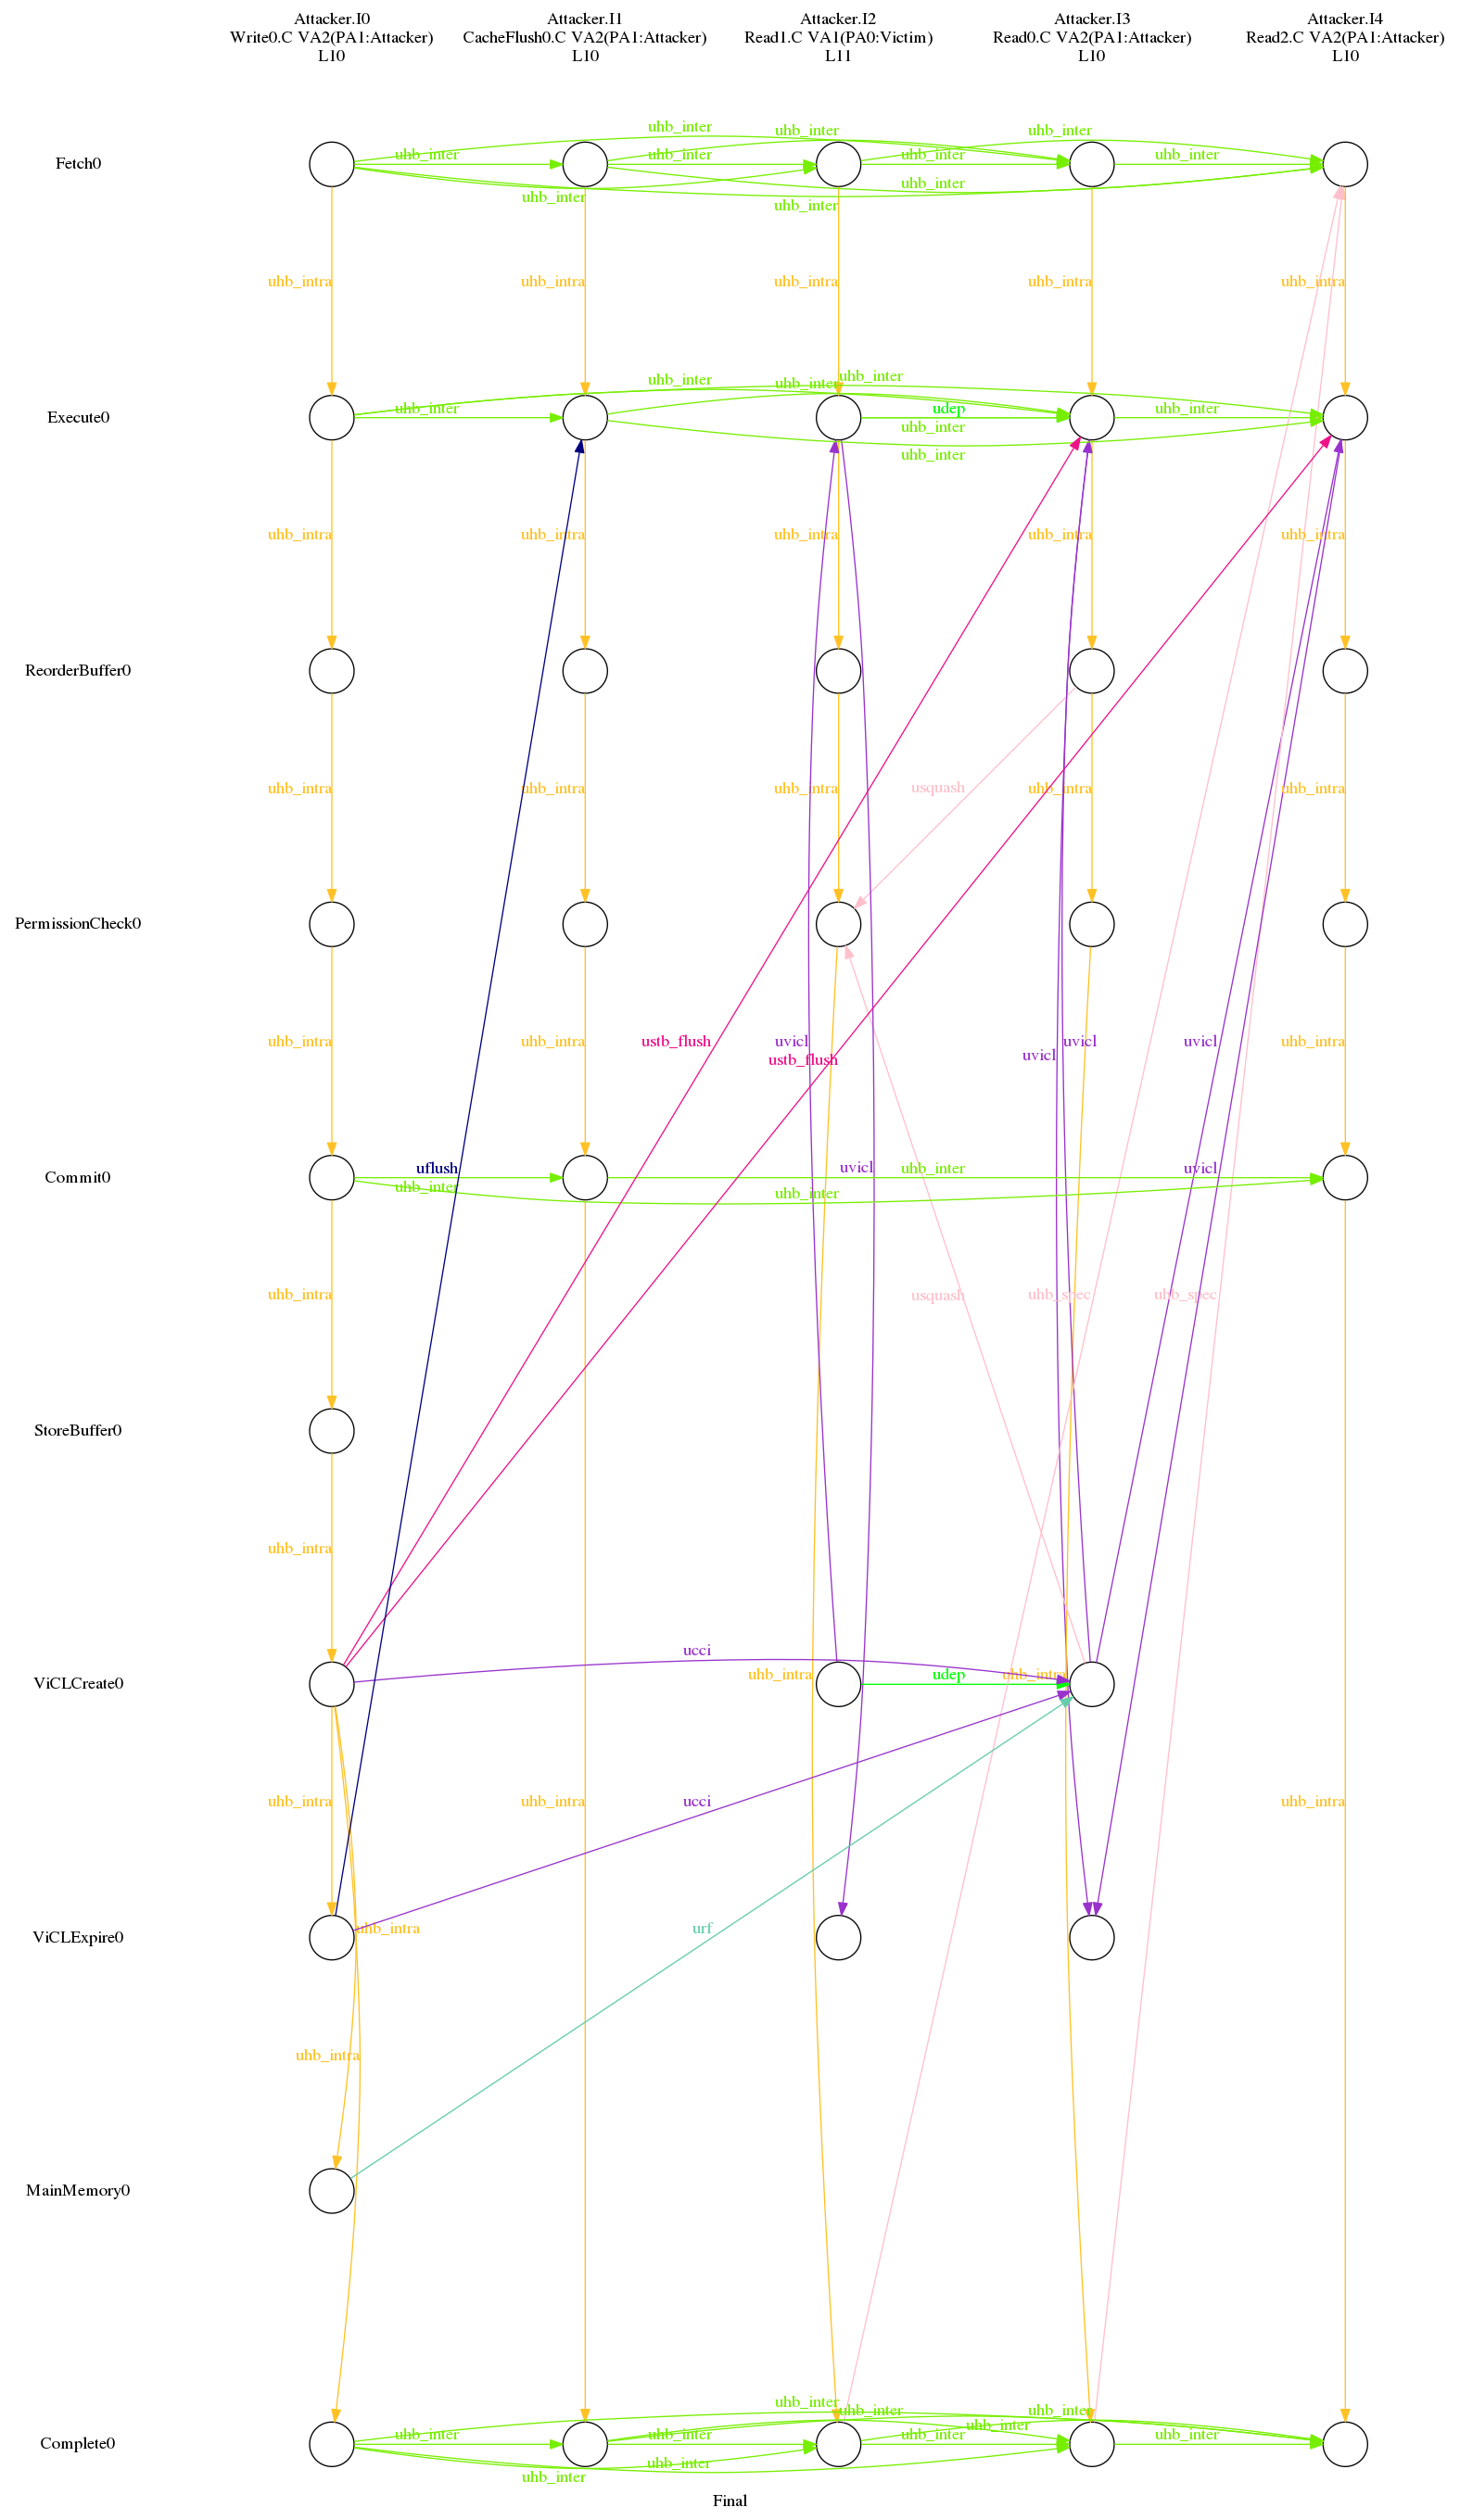 Attacker.I0
Write0.C VA2(PA1:Attacker)
L10
Attacker.I1
CacheFlush0.C VA2(PA1:Attacker)
L10
Attacker.I2
Read1.C VA1(PA0:Victim)
L11
Attacker.I3
Read0.C VA2(PA1:Attacker)
L10
Attacker.I4
Read2.C VA2(PA1:Attacker)
L10
uhb_inter
uhb_inter
uhb_inter
Fetch0
uhb_inter
uhb_inter
uhb_inter
uhb_inter
uhb_inter
uhb_inter
uhb_inter
uhb_intra
uhb_intra
uhb_intra
uhb_intra
uhb_intra
uhb_inter
uhb_inter
uhb_inter
Execute0
uhb_inter
udep
uhb_inter
uhb_inter
uhb_inter
uhb_intra
uhb_intra
uhb_intra
uhb_intra
uhb_intra
ReorderBuffer0
uhb_intra
uhb_intra
uhb_intra
usquash
uhb_intra
uhb_intra
PermissionCheck0
uhb_intra
uhb_intra
ustb_flush
uvicl
ustb_flush
uvicl
uvicl
uvicl
uhb_intra
Commit0
uflush
uhb_inter
uvicl
uhb_inter
uhb_inter
uvicl
uhb_intra
usquash
uhb_spec
uhb_spec
StoreBuffer0
uhb_intra
ViCLCreate0
ucci
uhb_intra
udep
uhb_intra
uhb_intra
uhb_intra
ucci
uhb_intra
ViCLExpire0
uhb_intra
urf
uhb_intra
MainMemory0
uhb_inter
uhb_inter
uhb_inter
uhb_inter
Complete0
uhb_inter
uhb_inter
uhb_inter
uhb_inter
uhb_inter
uhb_inter
Final